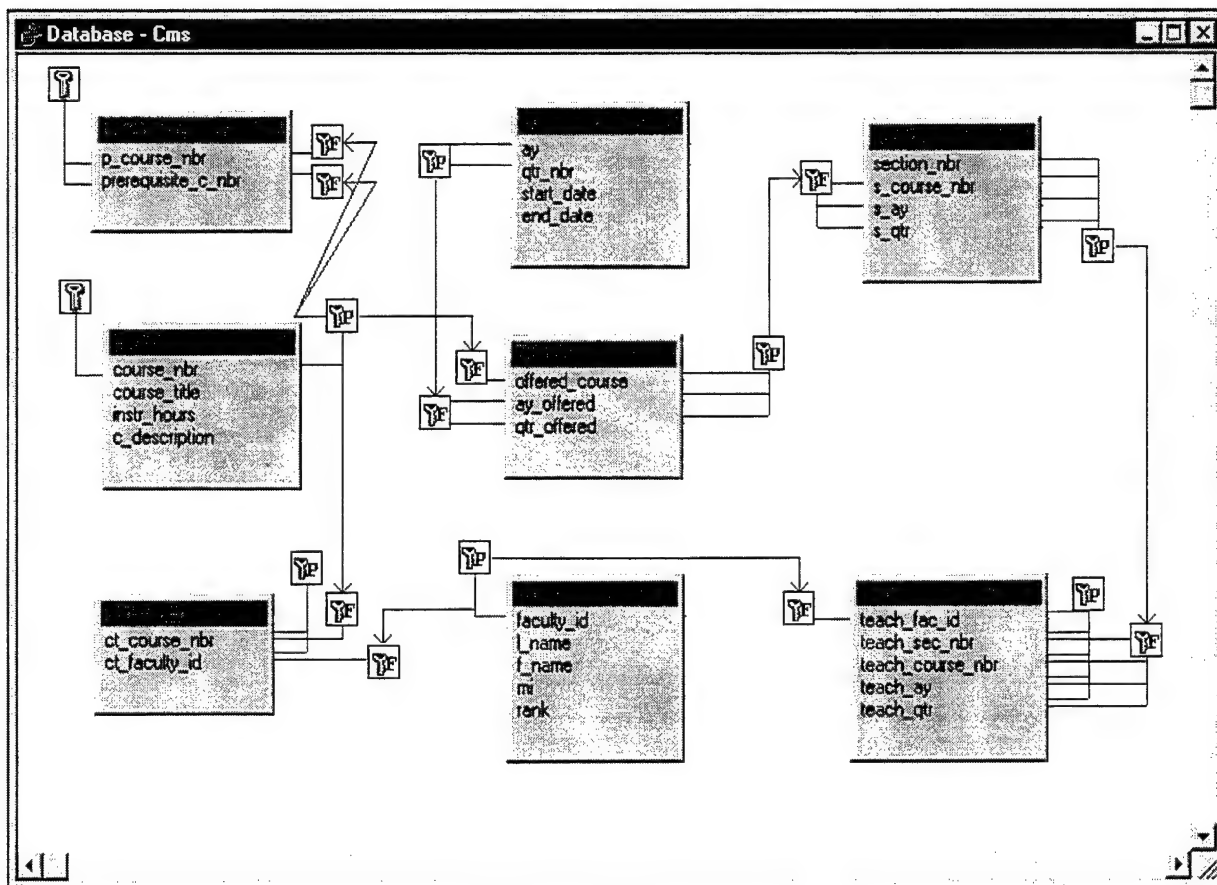 Database - Cms
p_course_nbr
prerequisite_c_nbr
F
F
ay
qtr_nbr
start_date
end_date
P
section_nbr
s_course_nbr
s_ay
s_qtr
F
P
course_nbr
course_title
instr_hours
c_description
P
offered_course
ay_offered
qtr_offered
F
F
P
ct_course_nbr
ct_faculty_id
P
F
F
faculty_id
l_name
f_name
mi
rank
P
teach_fac_id
teach_sec_nbr
teach_course_nbr
teach_ay
teach_qtr
F
P
F